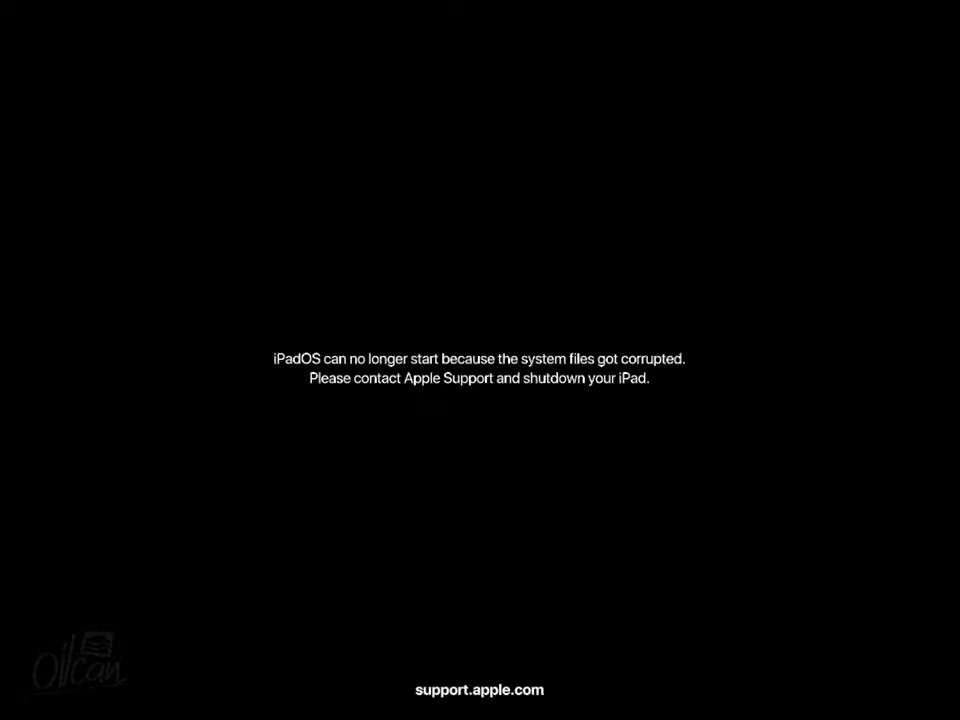 iPadOS can no longer start because the system files got corrupted.
Please contact Apple Support and shutdown your iPad.
Oilcan
support.apple.com